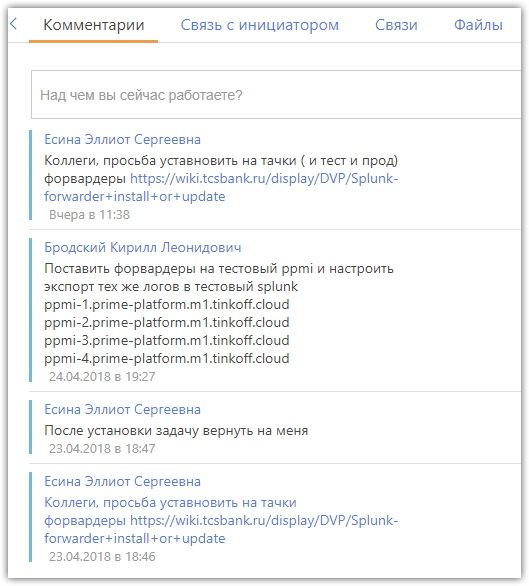 Комментарии Связь с инициатором Связи Файлы
Над чем вы сейчас работаете?
Есина Эллиот Сергеевна
Коллеги, просьба уставновить на тачки ( и тест и прод)
форвардеры https://wiki.tcsbank.ru/display/DVP/Splunk-
forwarder+install+or+update
Вчера в 11:38
Бродский Кирилл Леонидович
Поставить форвардеры на тестовый ppmi и настроить
экспорт тех же логов в тестовый splunk
ppmi-1.prime-platform.m1.tinkoff.cloud
ppmi-2.prime-platform.m1.tinkoff.cloud
ppmi-3.prime-platform.m1.tinkoff.cloud
ppmi-4.prime-platform.m1.tinkoff.cloud
24.04.2018 в 19:27
Есина Эллиот Сергеевна
После установки задачу вернуть на меня
23.04.2018 в 18:47
Есина Эллиот Сергеевна
Коллеги, просьба уставновить на тачки
форвардеры https://wiki.tcsbank.ru/display/DVP/Splunk-
forwarder+install+or+update
23.04.2018 в 18:46